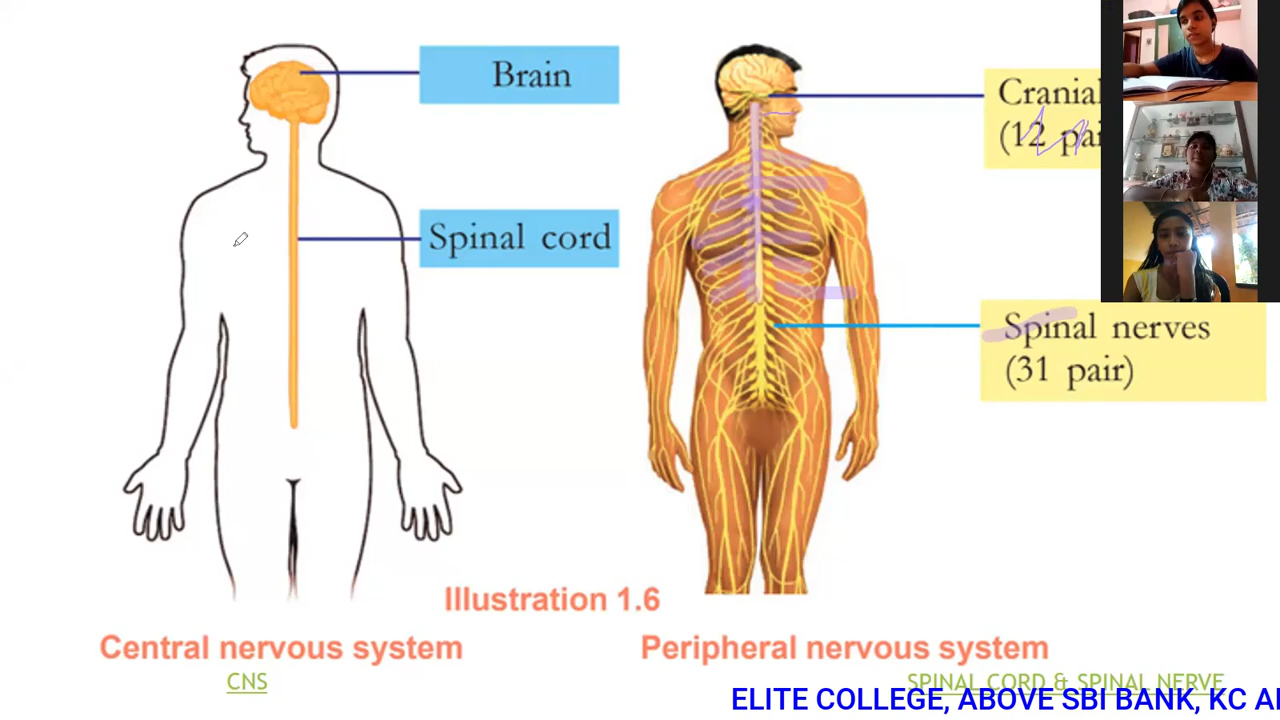 Brain
Spinal cord
Cranial
(12
Spinal nerves
(31 pair)
Illustration 1.6
Central nervous system
Peripheral nervous system
CNS
SPINAL CORD & SPINAL NERVE
ELITE COLLEGE, ABOVE SBI BANK, KC